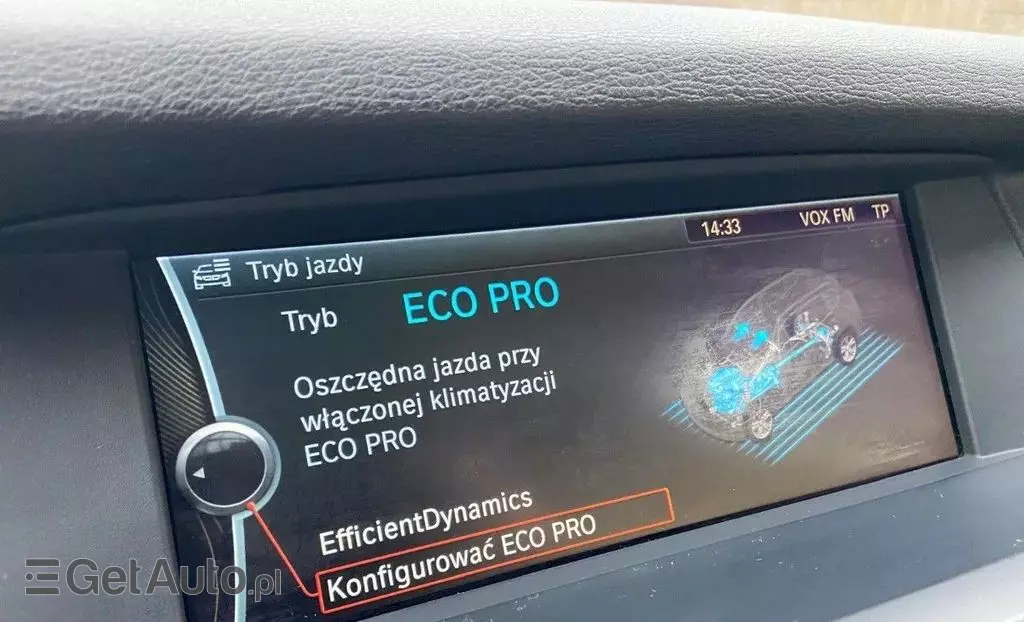 14:33 VOX FM TP
Tryb jazdy
Tryb ECO PRO
Oszczędna jazda przy
włączonej klimatyzacji
ECO PRO
EfficientDynamics
Konfigurować ECO PRO
GetAuto.pl